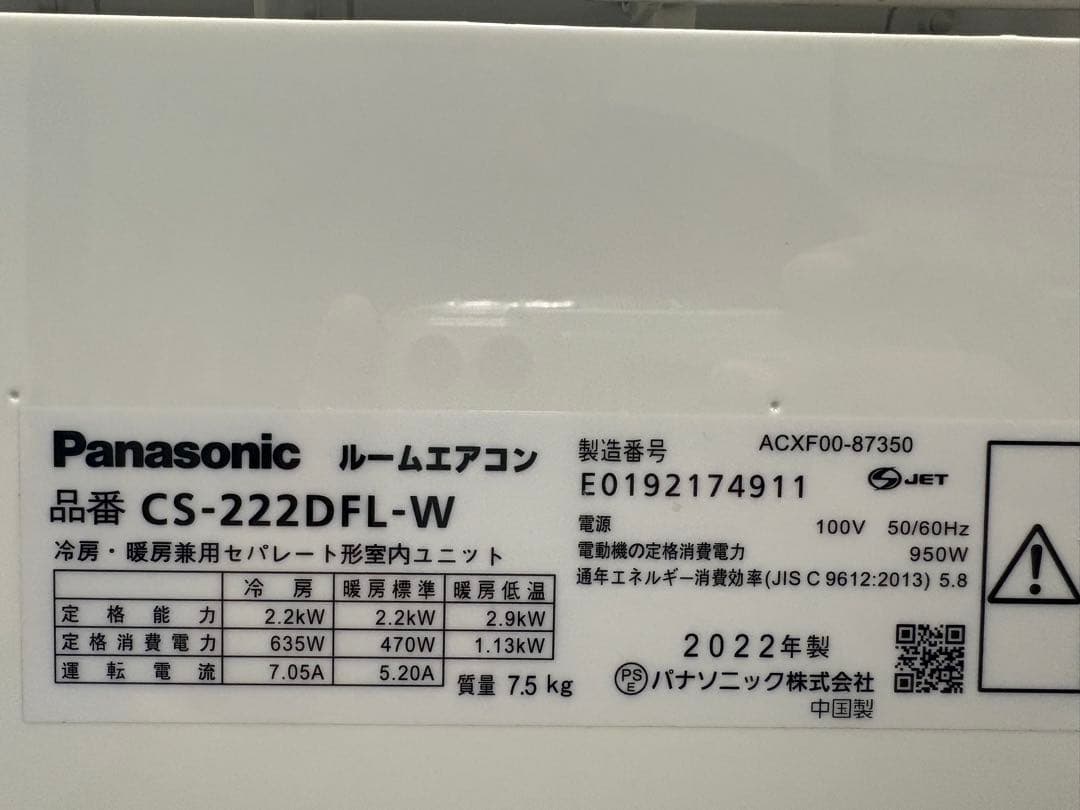 Panasonic ルームエアコン
品番 CS-222DFL-W
冷房・暖房兼用セパレート形室内ユニット
冷房 暖房標準 暖房低温
定格能力 2.2kW 2.2kW 2.9kW
定格消費電力 635W 470W 1.13kW
運転電流 7.05A 5.20A
質量 7.5 kg
製造番号 ACXF00-87350
E0192174911 SJET
電源 100V 50/60Hz
電動機の定格消費電力 950W
通年エネルギー消費効率(JIS C 9612:2013) 5.8
2022年製
PSE パナソニック株式会社
中国製